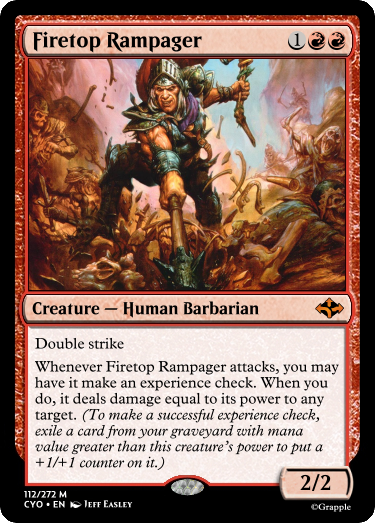 Firetop Rampager 1
Creature — Human Barbarian
Double strike
Whenever Firetop Rampager attacks, you may
have it make an experience check. When you
do, it deals damage equal to its power to any
target. (To make a successful experience check,
exile a card from your graveyard with mana
value greater than this creature's power to put a
+1/+1 counter on it.)
2/2
112/272 M
CYO • EN Jeff Easley
©Grapple